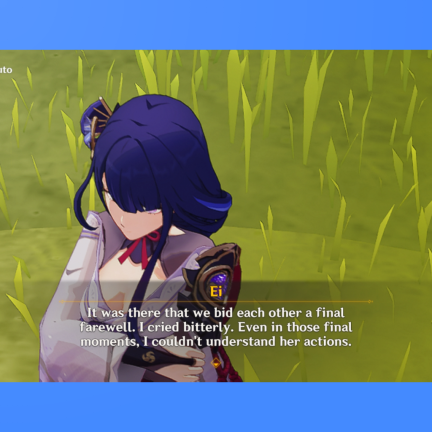 uto
Ei
It was there that we bid each other a final
farewell. I cried bitterly. Even in those final
moments, I couldn't understand her actions.